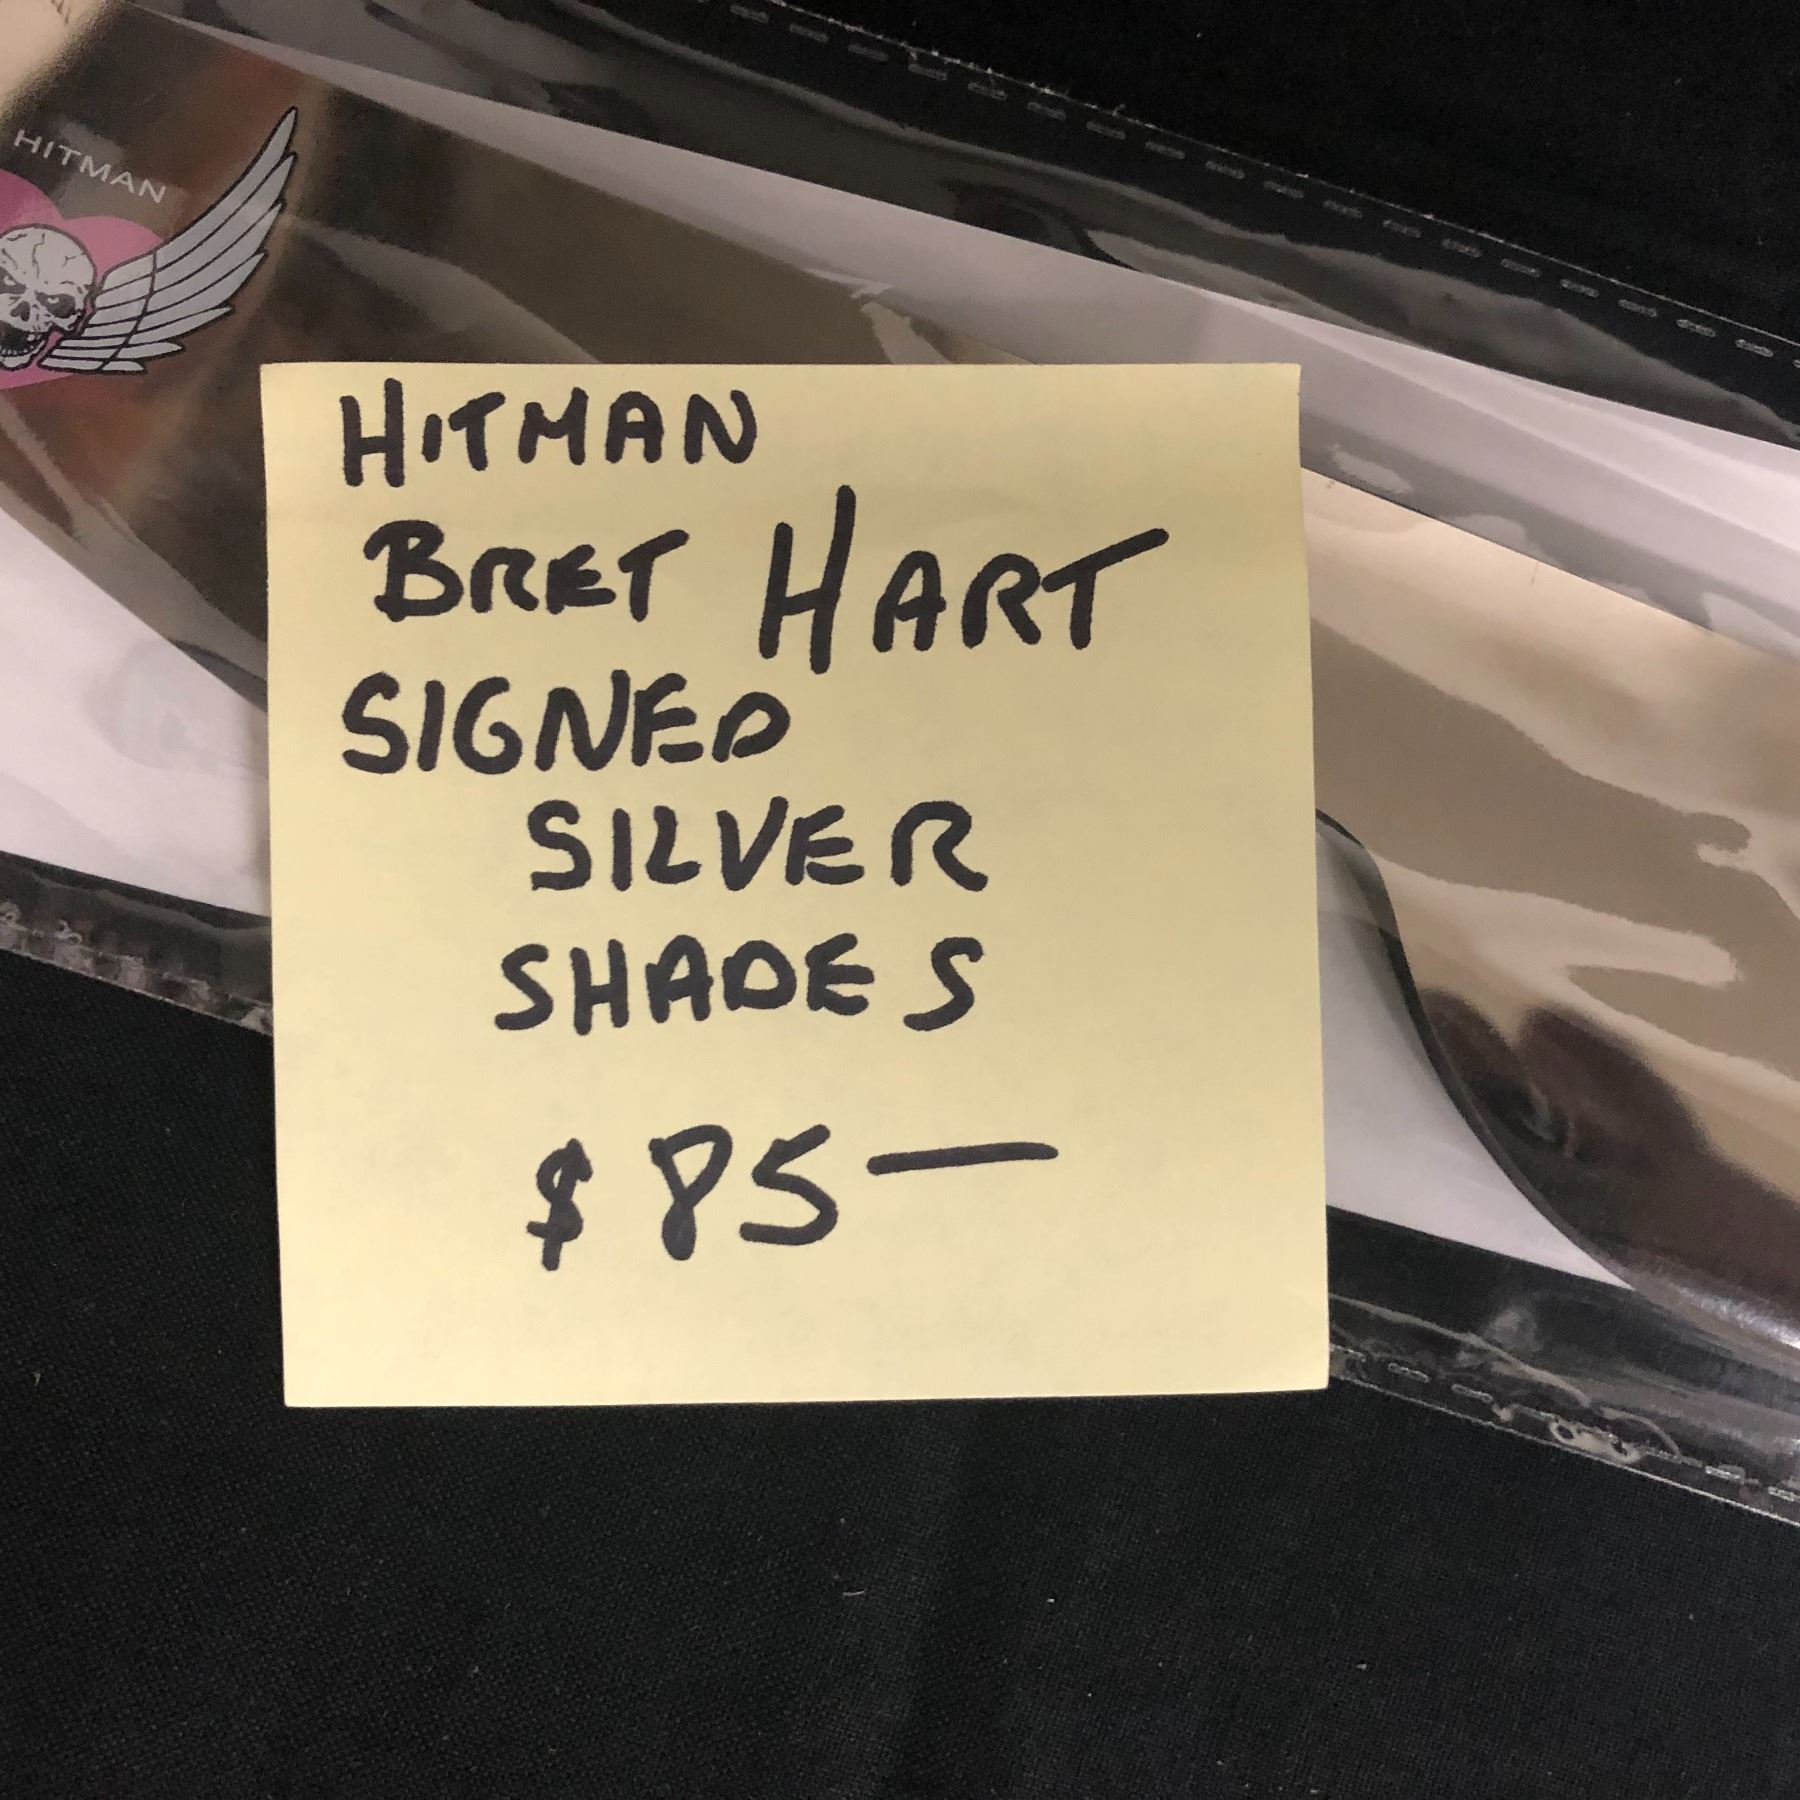 HITMAN
HITMAN
BRET HART
SIGNED
SILVER
SHADES
$85—